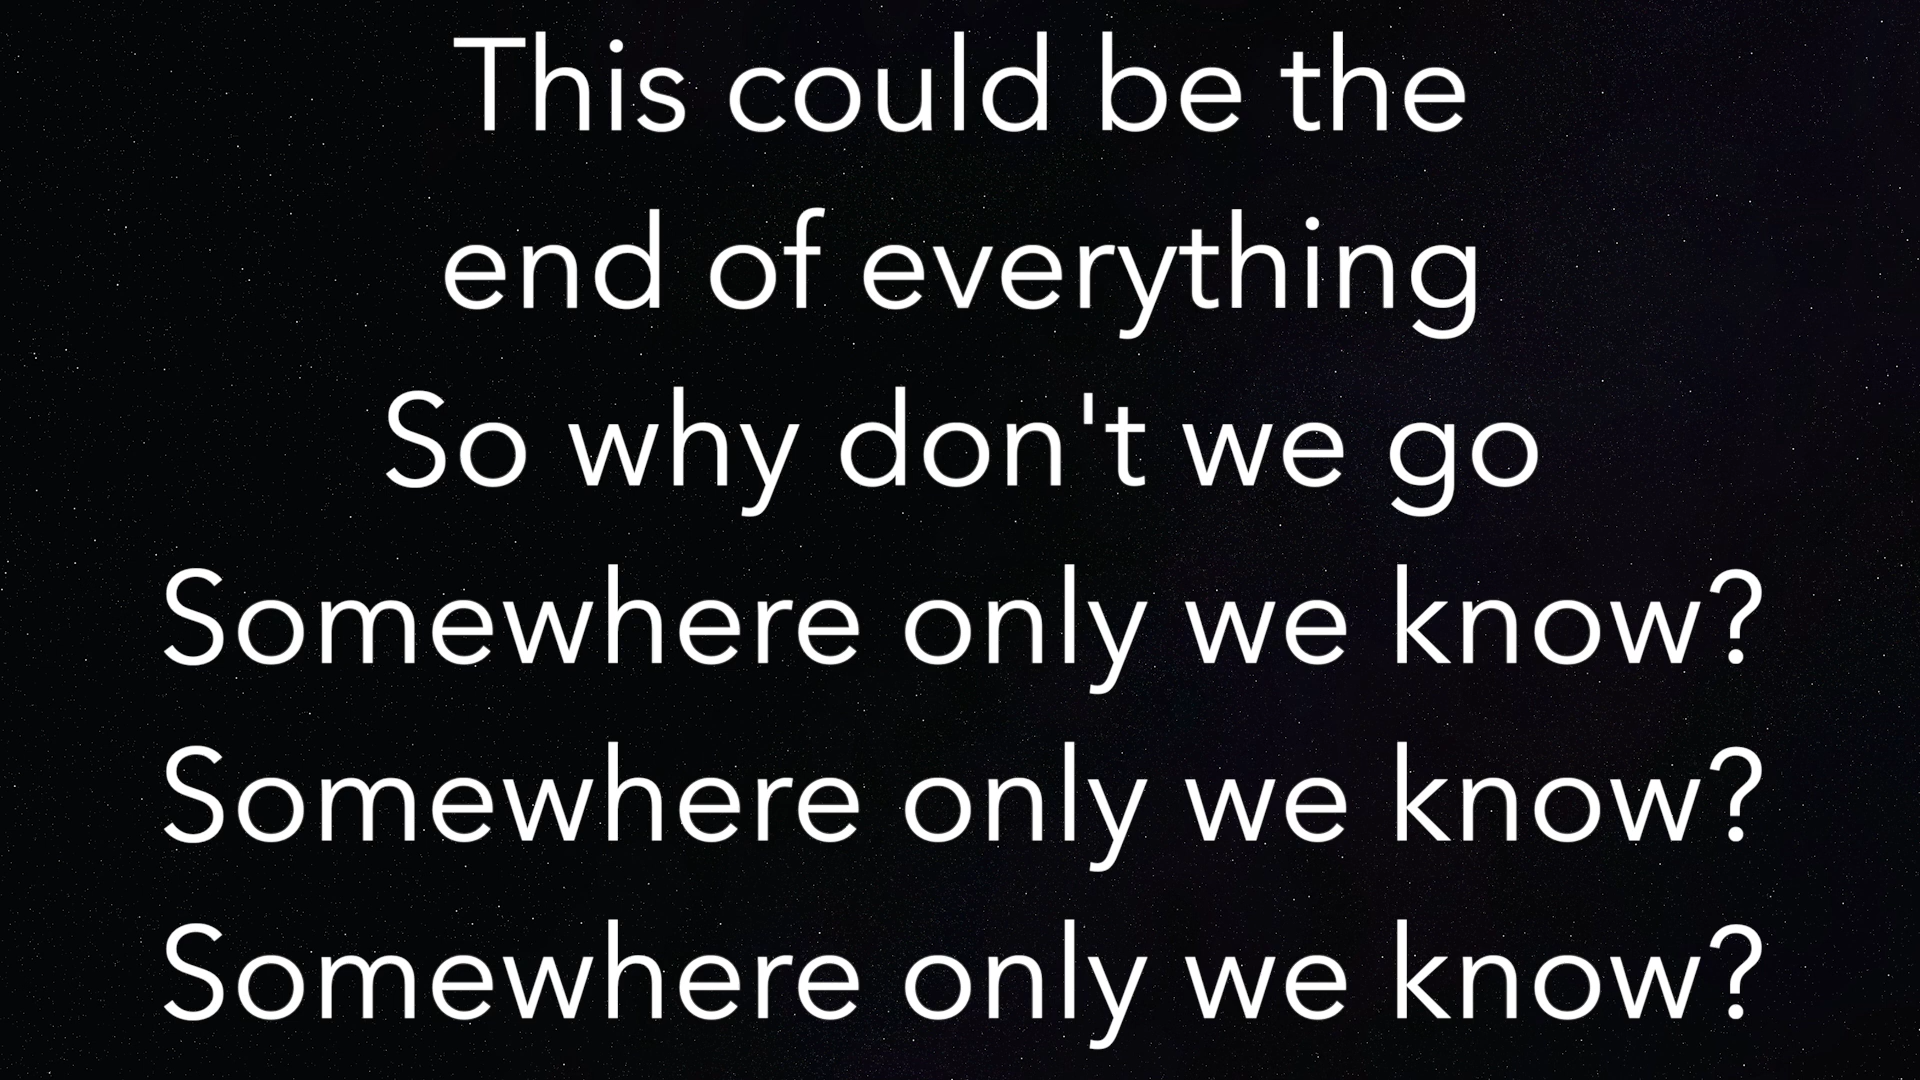 This could be the
end of everything
So why don't we go
Somewhere only we know?
Somewhere only we know?
Somewhere only we know?